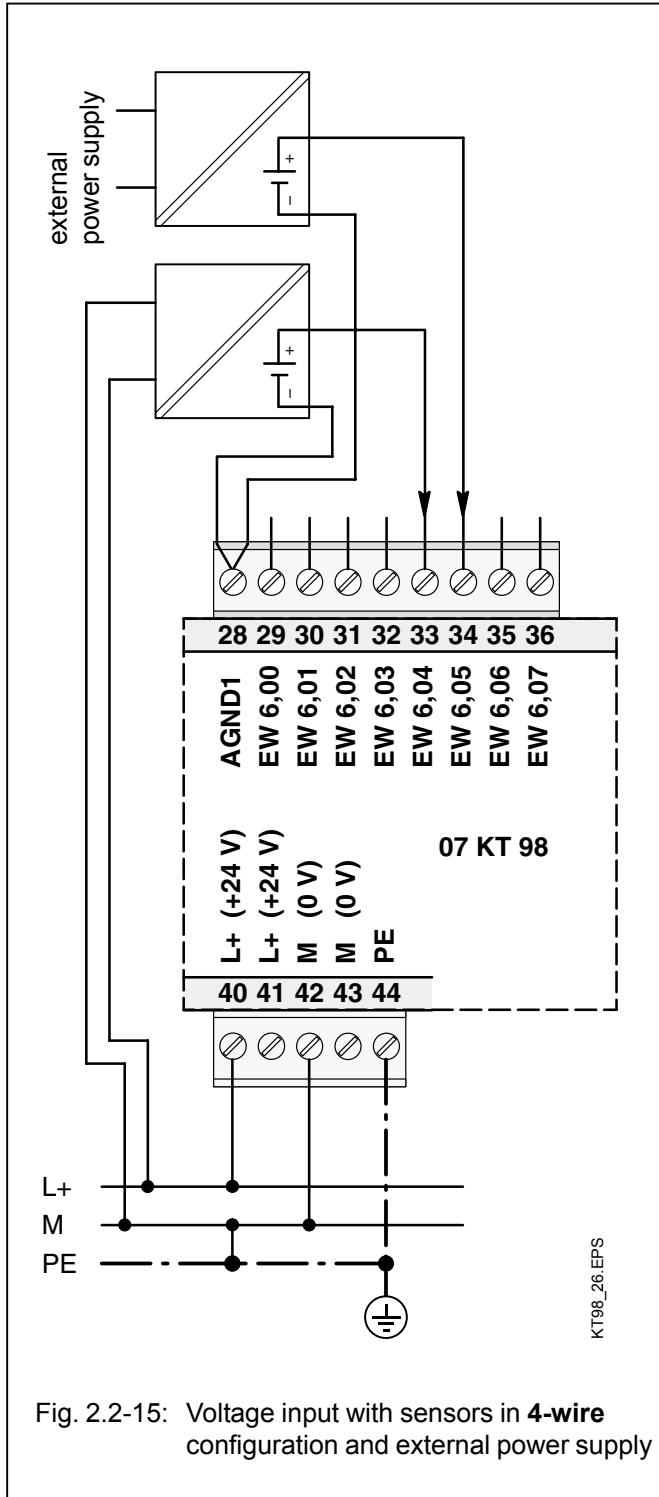 external
power supply
+
–
+
–
28 29 30 31 32 33 34 35 36
AGND1
EW 6,00
EW 6,01
EW 6,02
EW 6,03
EW 6,04
EW 6,05
EW 6,06
EW 6,07
07 KT 98
L+ (+24 V)
L+ (+24 V)
M (0 V)
M (0 V)
PE
40 41 42 43 44
L+
M
PE
KT98_26.EPS
Fig. 2.2-15: Voltage input with sensors in 4-wire
configuration and external power supply